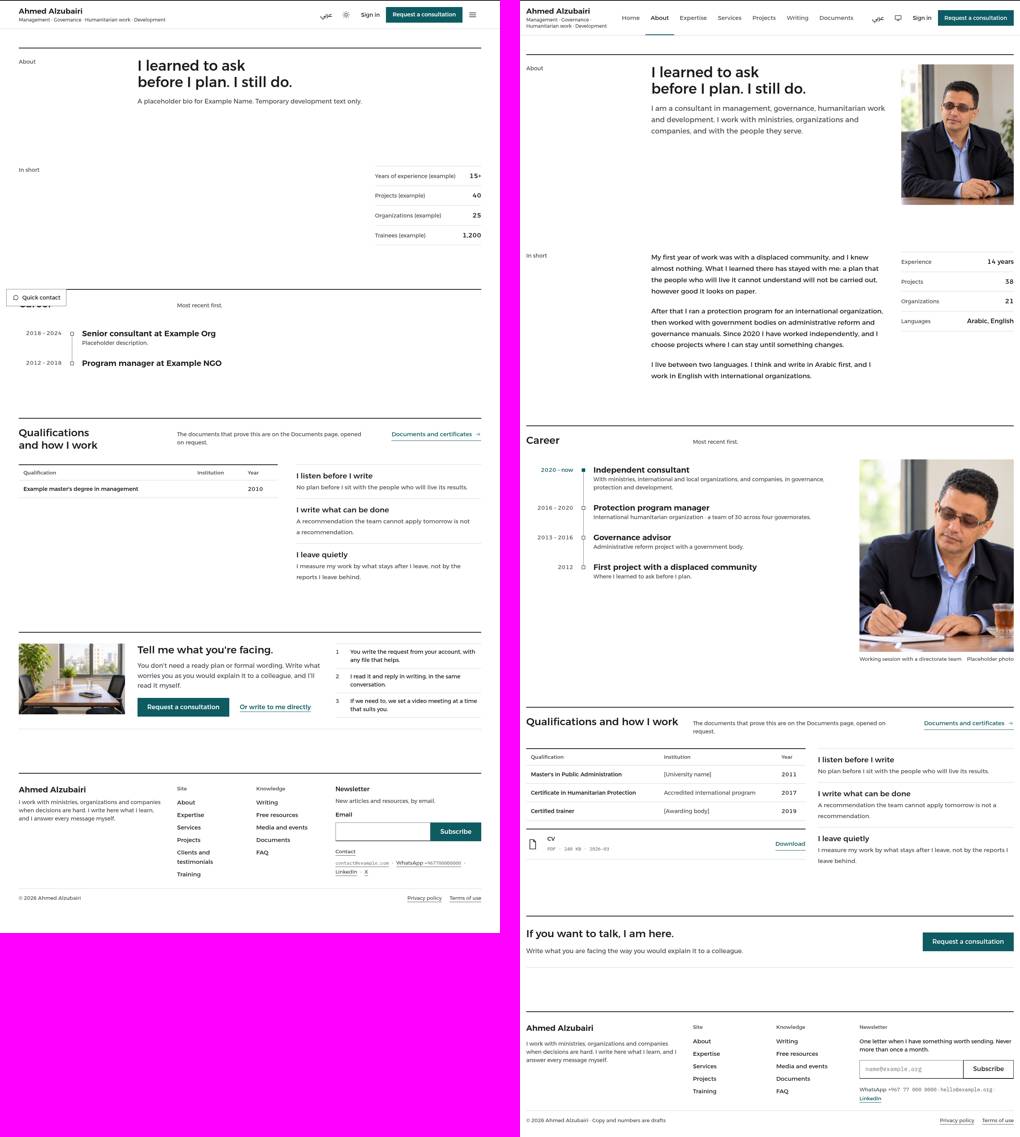 Ahmed Alzubairi
Management · Governance · Humanitarian work · Development
عربي
Sign in
Request a consultation
About
I learned to ask
before I plan. I still do.
A placeholder bio for Example Name. Temporary development text only.
In short
Years of experience (example) 15+
Projects (example) 40
Organizations (example) 25
Trainees (example) 1,200
Quick contact
Most recent first.
2018 – 2024
Senior consultant at Example Org
Placeholder description.
2012 – 2018
Program manager at Example NGO
Qualifications
and how I work
The documents that prove this are on the Documents page, opened
on request.
Documents and certificates →
Qualification Institution Year
Example master's degree in management 2010
I listen before I write
No plan before I sit with the people who will live its results.
I write what can be done
A recommendation the team cannot apply tomorrow is not
a recommendation.
I leave quietly
I measure my work by what stays after I leave, not by the
reports I leave behind.
Tell me what you're facing.
You don't need a ready plan or formal wording. Write what
worries you as you would explain it to a colleague, and I'll
read it myself.
Request a consultation
Or write to me directly
1 You write the request from your account, with
any file that helps.
2 I read it and reply in writing, in the same
conversation.
3 If we need to, we set a video meeting at a time
that suits you.
Ahmed Alzubairi
I work with ministries, organizations and companies
when decisions are hard. I write here what I learn,
and I answer every message myself.
Site
About
Expertise
Services
Projects
Clients and
testimonials
Training
Knowledge
Writing
Free resources
Media and events
Documents
FAQ
Newsletter
New articles and resources, by email.
Email
Subscribe
Contact
contact@example.com · WhatsApp +967700000000 ·
LinkedIn · X
© 2026 Ahmed Alzubairi
Privacy policy
Terms of use
Ahmed Alzubairi
Management · Governance ·
Humanitarian work · Development
Home
About
Expertise
Services
Projects
Writing
Documents
عربي
Sign in
Request a consultation
About
I learned to ask
before I plan. I still do.
I am a consultant in management, governance, humanitarian work
and development. I work with ministries, organizations and
companies, and with the people they serve.
In short
My first year of work was with a displaced community, and I knew
almost nothing. What I learned there has stayed with me: a plan that
the people who will live it cannot understand will not be carried out,
however good it looks on paper.
After that I ran a protection program for an international organization,
then worked with government bodies on administrative reform and
governance manuals. Since 2020 I have worked independently, and I
choose projects where I can stay until something changes.
I live between two languages. I think and write in Arabic first, and I
work in English with international organizations.
Experience 14 years
Projects 38
Organizations 21
Languages Arabic, English
Career
Most recent first.
2020 – now
Independent consultant
With ministries, international and local organizations, and companies, in governance,
protection and development.
2016 – 2020
Protection program manager
International humanitarian organization · a team of 30 across four governorates.
2013 – 2016
Governance advisor
Administrative reform project with a government body.
2012
First project with a displaced community
Where I learned to ask before I plan.
Working session with a directorate team
Placeholder photo
Qualifications and how I work
The documents that prove this are on the Documents page, opened on
request.
Documents and certificates →
Qualification Institution Year
Master's in Public Administration [University name] 2011
Certificate in Humanitarian Protection Accredited international program 2017
Certified trainer [Awarding body] 2019
CV
PDF · 240 KB · 2026-03
Download
I listen before I write
No plan before I sit with the people who will live its results.
I write what can be done
A recommendation the team cannot apply tomorrow is not a
recommendation.
I leave quietly
I measure my work by what stays after I leave, not by the reports I
leave behind.
If you want to talk, I am here.
Write what you are facing the way you would explain it to a colleague.
Request a consultation
Ahmed Alzubairi
I work with ministries, organizations and companies
when decisions are hard. I write here what I learn, and I
answer every message myself.
Site
About
Expertise
Services
Projects
Training
Knowledge
Writing
Free resources
Media and events
Documents
FAQ
Newsletter
One letter when I have something worth sending. Never
more than once a month.
name@example.org
Subscribe
WhatsApp +967 77 000 0000 · hello@example.org ·
LinkedIn
© 2026 Ahmed Alzubairi · Copy and numbers are drafts
Privacy policy
Terms of use